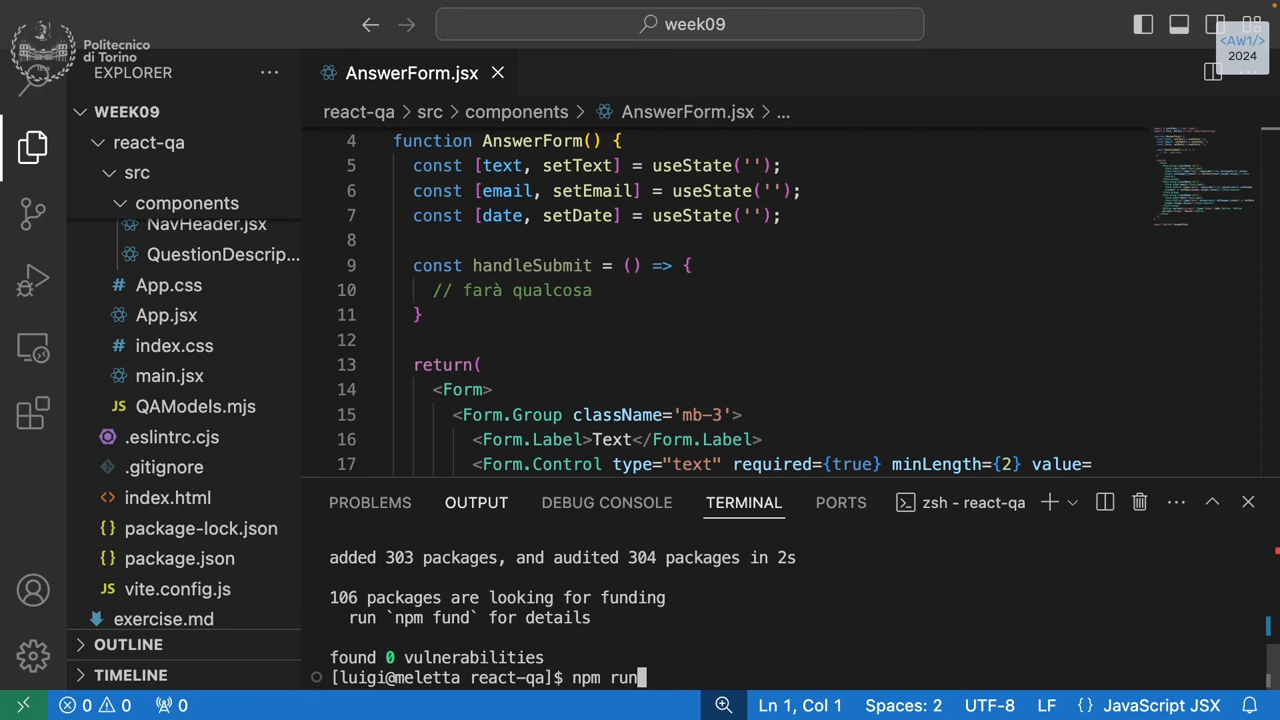 week09
Politecnico
di Torino
<AW1/>
2024
EXPLORER
AnswerForm.jsx
WEEK09
react-qa
src
components
NavHeader.jsx
QuestionDescrip...
App.css
App.jsx
index.css
main.jsx
JS QAModels.mjs
.eslintrc.cjs
.gitignore
index.html
package-lock.json
package.json
JS vite.config.js
exercise.md
OUTLINE
TIMELINE
react-qa > src > components > AnswerForm.jsx > ...
4 function AnswerForm() {
5 const [text, setText] = useState('');
6 const [email, setEmail] = useState('');
7 const [date, setDate] = useState('');
8
9 const handleSubmit = () => {
10 // farà qualcosa
11 }
12
13 return(
14 <Form>
15 <Form.Group className='mb-3'>
16 <Form.Label>Text</Form.Label>
17 <Form.Control type="text" required={true} minLength={2} value=
PROBLEMS OUTPUT DEBUG CONSOLE TERMINAL PORTS zsh - react-qa
added 303 packages, and audited 304 packages in 2s
106 packages are looking for funding
run `npm fund` for details
found 0 vulnerabilities
[luigi@meletta react-qa]$ npm run
0 0 0 Ln 1, Col 1 Spaces: 2 UTF-8 LF {} JavaScript JSX